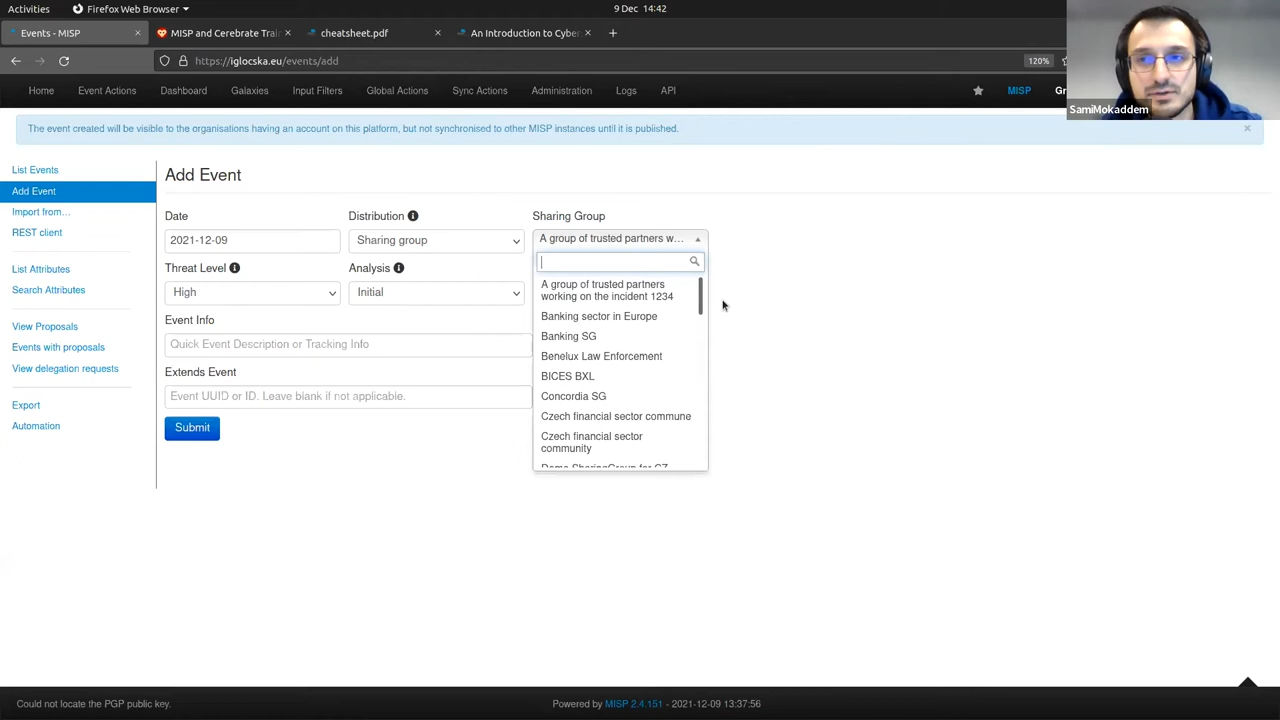 Activities
Firefox Web Browser
9 Dec 14:42
Events - MISP
MISP and Cerebrate Trai
cheatsheet.pdf
An Introduction to Cyber
https://iglocska.eu/events/add
120%
Home
Event Actions
Dashboard
Galaxies
Input Filters
Global Actions
Sync Actions
Administration
Logs
API
MISP
Gr
SamiMokaddem
The event created will be visible to the organisations having an account on this platform, but not synchronised to other MISP instances until it is published.
List Events
Add Event
Import from...
REST client
List Attributes
Search Attributes
View Proposals
Events with proposals
View delegation requests
Export
Automation
Add Event
Date
Distribution
Sharing Group
2021-12-09
Sharing group
A group of trusted partners w...
Threat Level
Analysis
High
Initial
Event Info
Quick Event Description or Tracking Info
Extends Event
Event UUID or ID. Leave blank if not applicable.
Submit
A group of trusted partners
working on the incident 1234
Banking sector in Europe
Banking SG
Benelux Law Enforcement
BICES BXL
Concordia SG
Czech financial sector commune
Czech financial sector
community
Demo SharingGroup for CZ
Could not locate the PGP public key.
Powered by MISP 2.4.151 - 2021-12-09 13:37:56